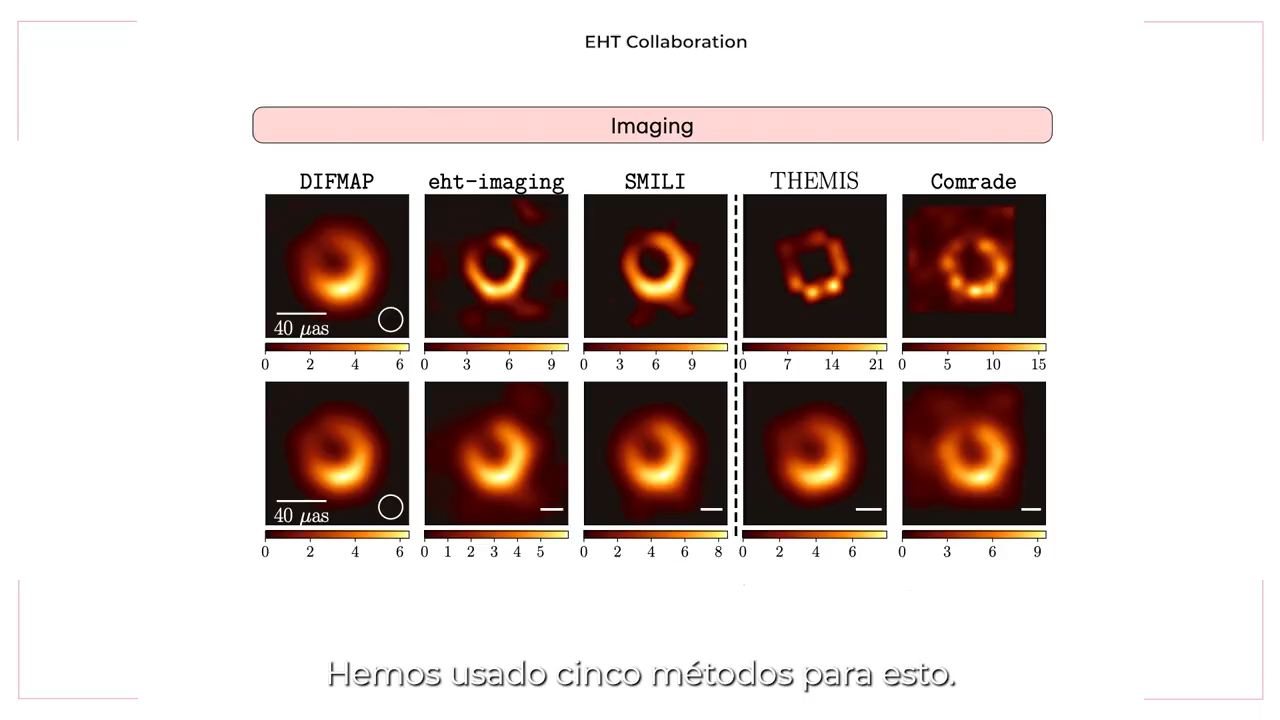 EHT Collaboration
Imaging
DIFMAP eht-imaging SMILI THEMIS Comrade
40 μas
0 2 4 6 0 3 6 9 0 3 6 9 0 7 14 21 0 5 10 15
40 μas
0 2 4 6 0 1 2 3 4 5 0 2 4 6 8 0 2 4 6 0 3 6 9
Hemos usado cinco métodos para esto.